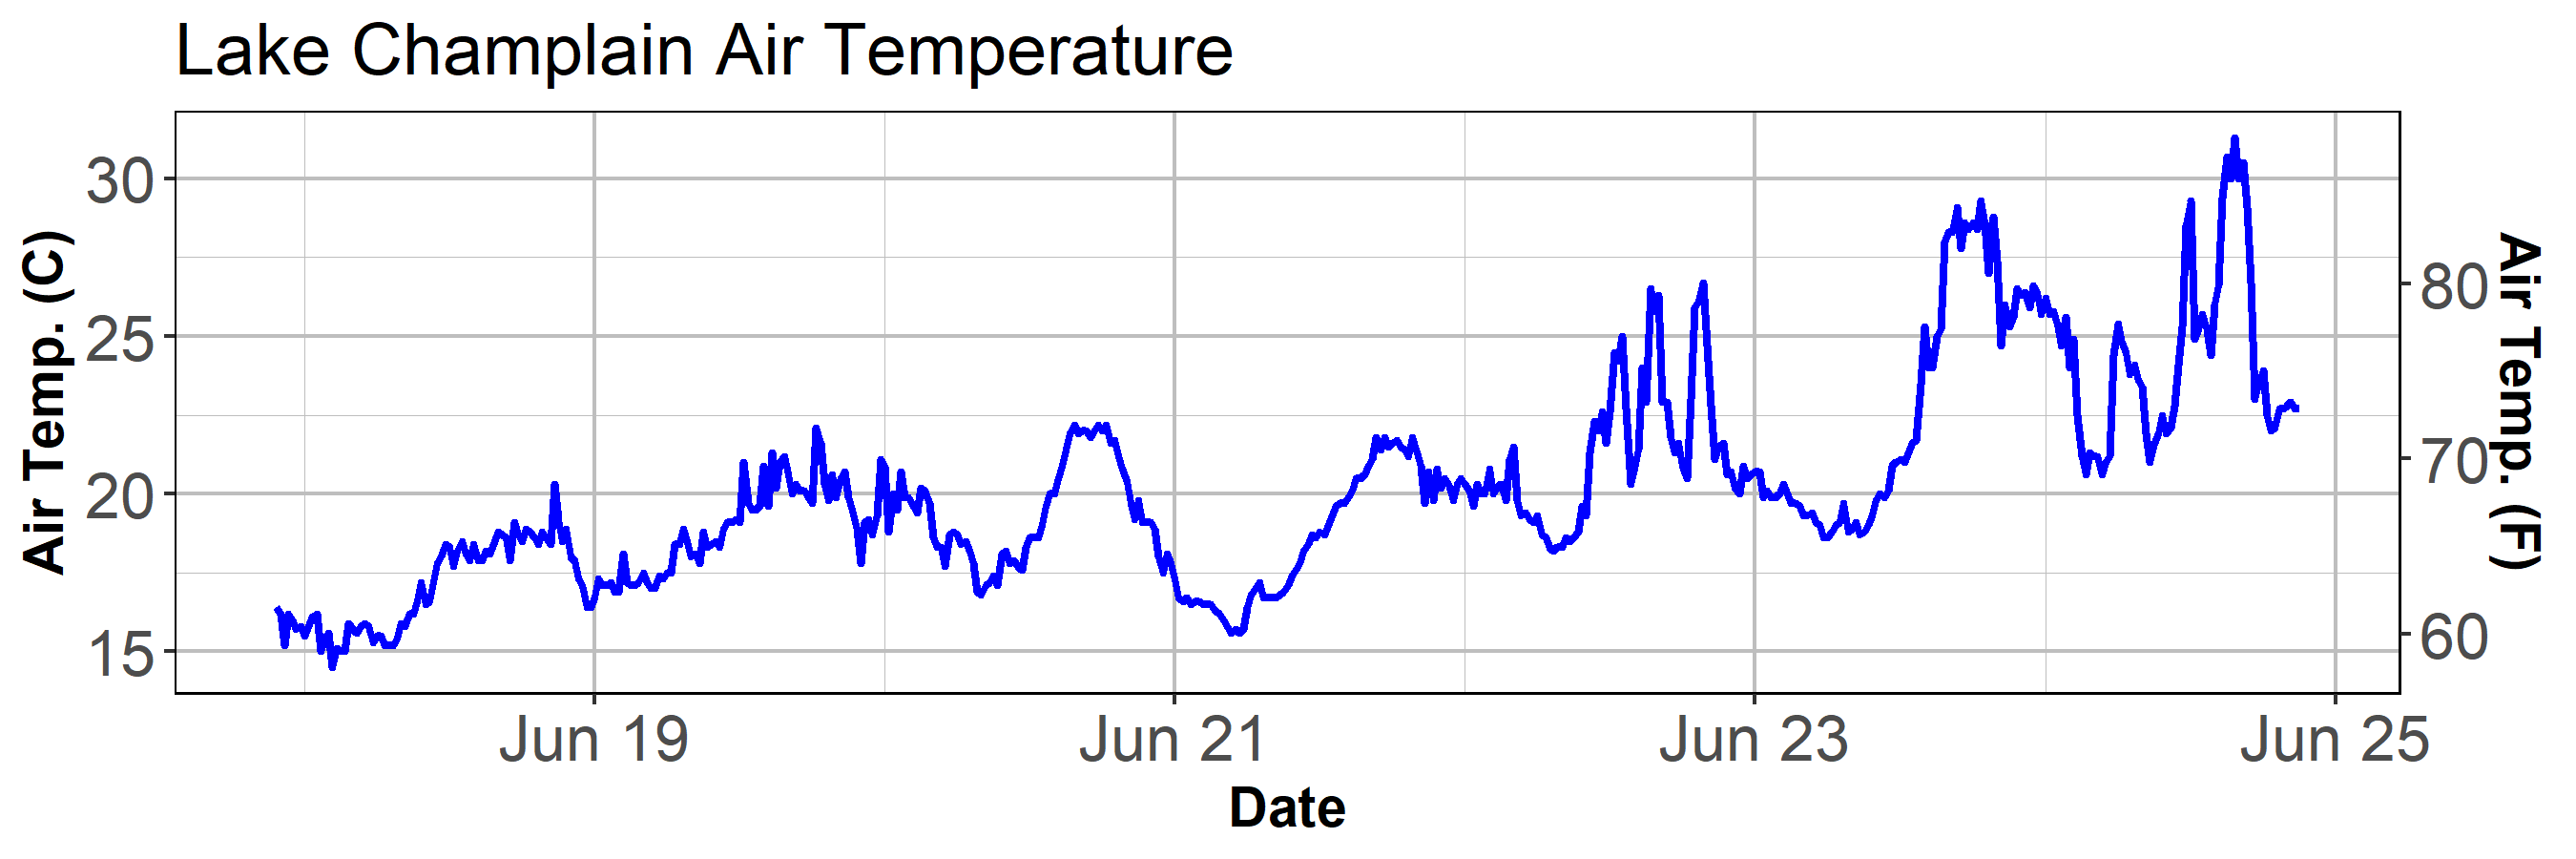 Lake Champlain Air Temperature
Air Temp. (C)
30
25
20
15
80
70
60
Air Temp. (F)
Jun 19
Jun 21
Jun 23
Jun 25
Date